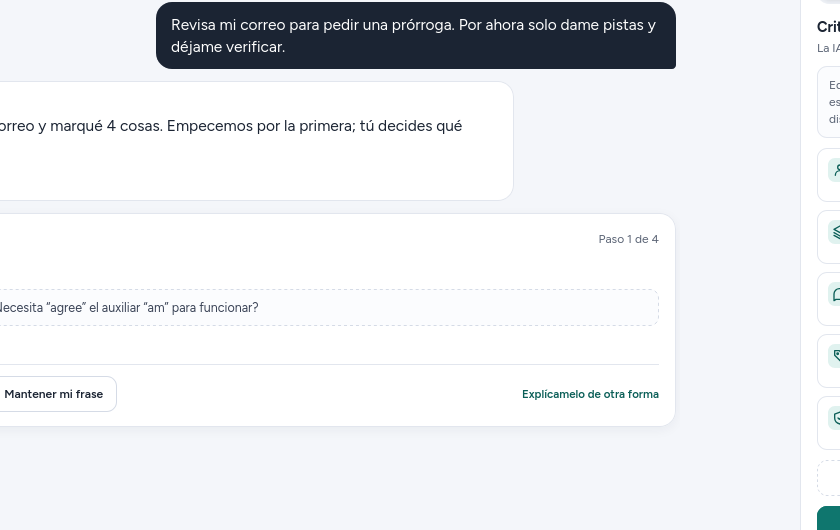 Revisa mi correo para pedir una prórroga. Por ahora solo dame pistas y
déjame verificar.
Crit
La IA
orreo y marqué 4 cosas. Empecemos por la primera; tú decides qué
Paso 1 de 4
Necesita “agree” el auxiliar “am” para funcionar?
Mantener mi frase
Explícamelo de otra forma